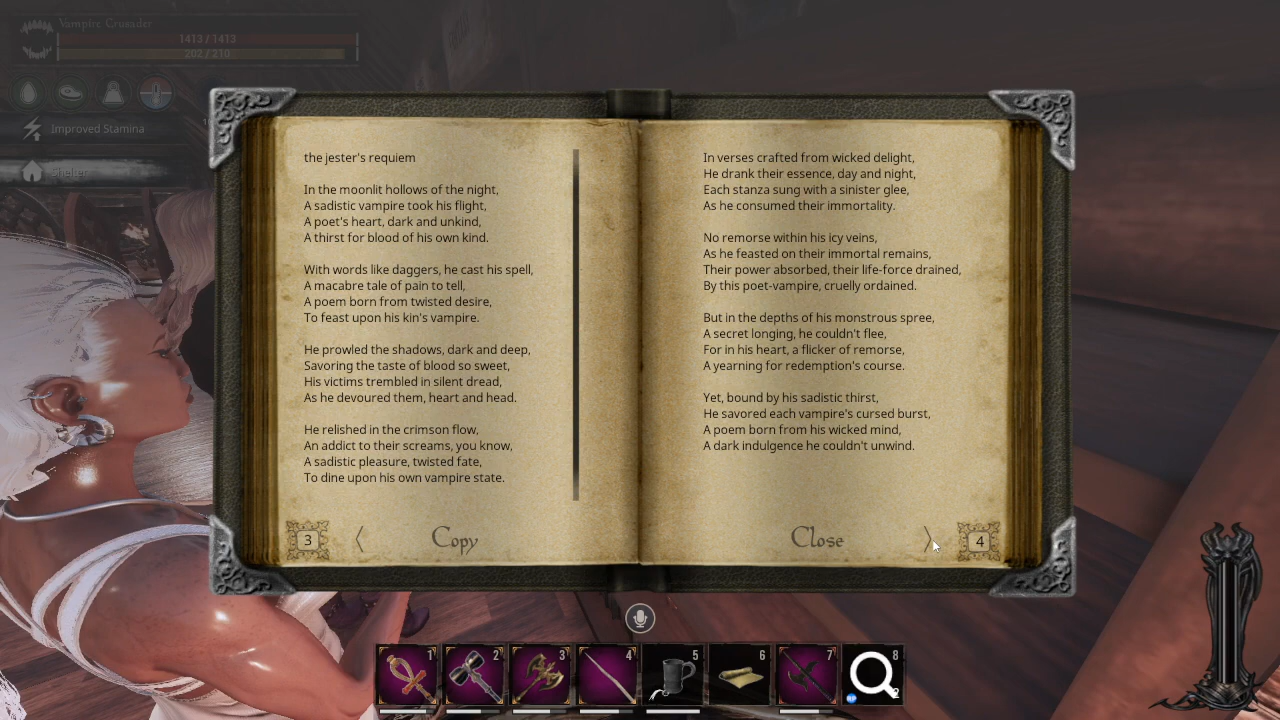 Vampire Crusader
1413 / 1413
202 / 210
Improved Stamina
Shelter
the jester's requiem
In the moonlit hollows of the night,
A sadistic vampire took his flight,
A poet's heart, dark and unkind,
A thirst for blood of his own kind.
With words like daggers, he cast his spell,
A macabre tale of pain to tell,
A poem born from twisted desire,
To feast upon his kin's vampire.
He prowled the shadows, dark and deep,
Savoring the taste of blood so sweet,
His victims trembled in silent dread,
As he devoured them, heart and head.
He relished in the crimson flow,
An addict to their screams, you know,
A sadistic pleasure, twisted fate,
To dine upon his own vampire state.
3
Copy
In verses crafted from wicked delight,
He drank their essence, day and night,
Each stanza sung with a sinister glee,
As he consumed their immortality.
No remorse within his icy veins,
As he feasted on their immortal remains,
Their power absorbed, their life-force drained,
By this poet-vampire, cruelly ordained.
But in the depths of his monstrous spree,
A secret longing, he couldn't flee,
For in his heart, a flicker of remorse,
A yearning for redemption's course.
Yet, bound by his sadistic thirst,
He savored each vampire's cursed burst,
A poem born from his wicked mind,
A dark indulgence he couldn't unwind.
Close
4
1
2
3
4
5
6
7
8